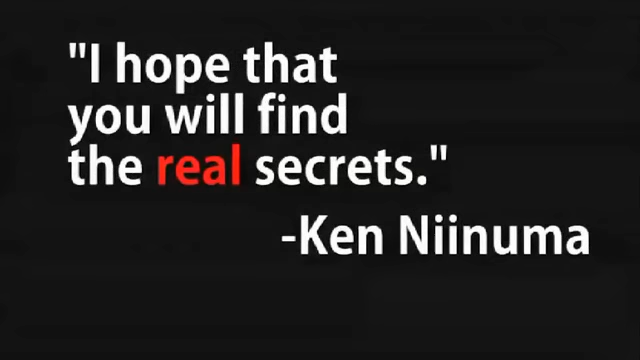 "I hope that
you will find
the real secrets."
-Ken Niinuma